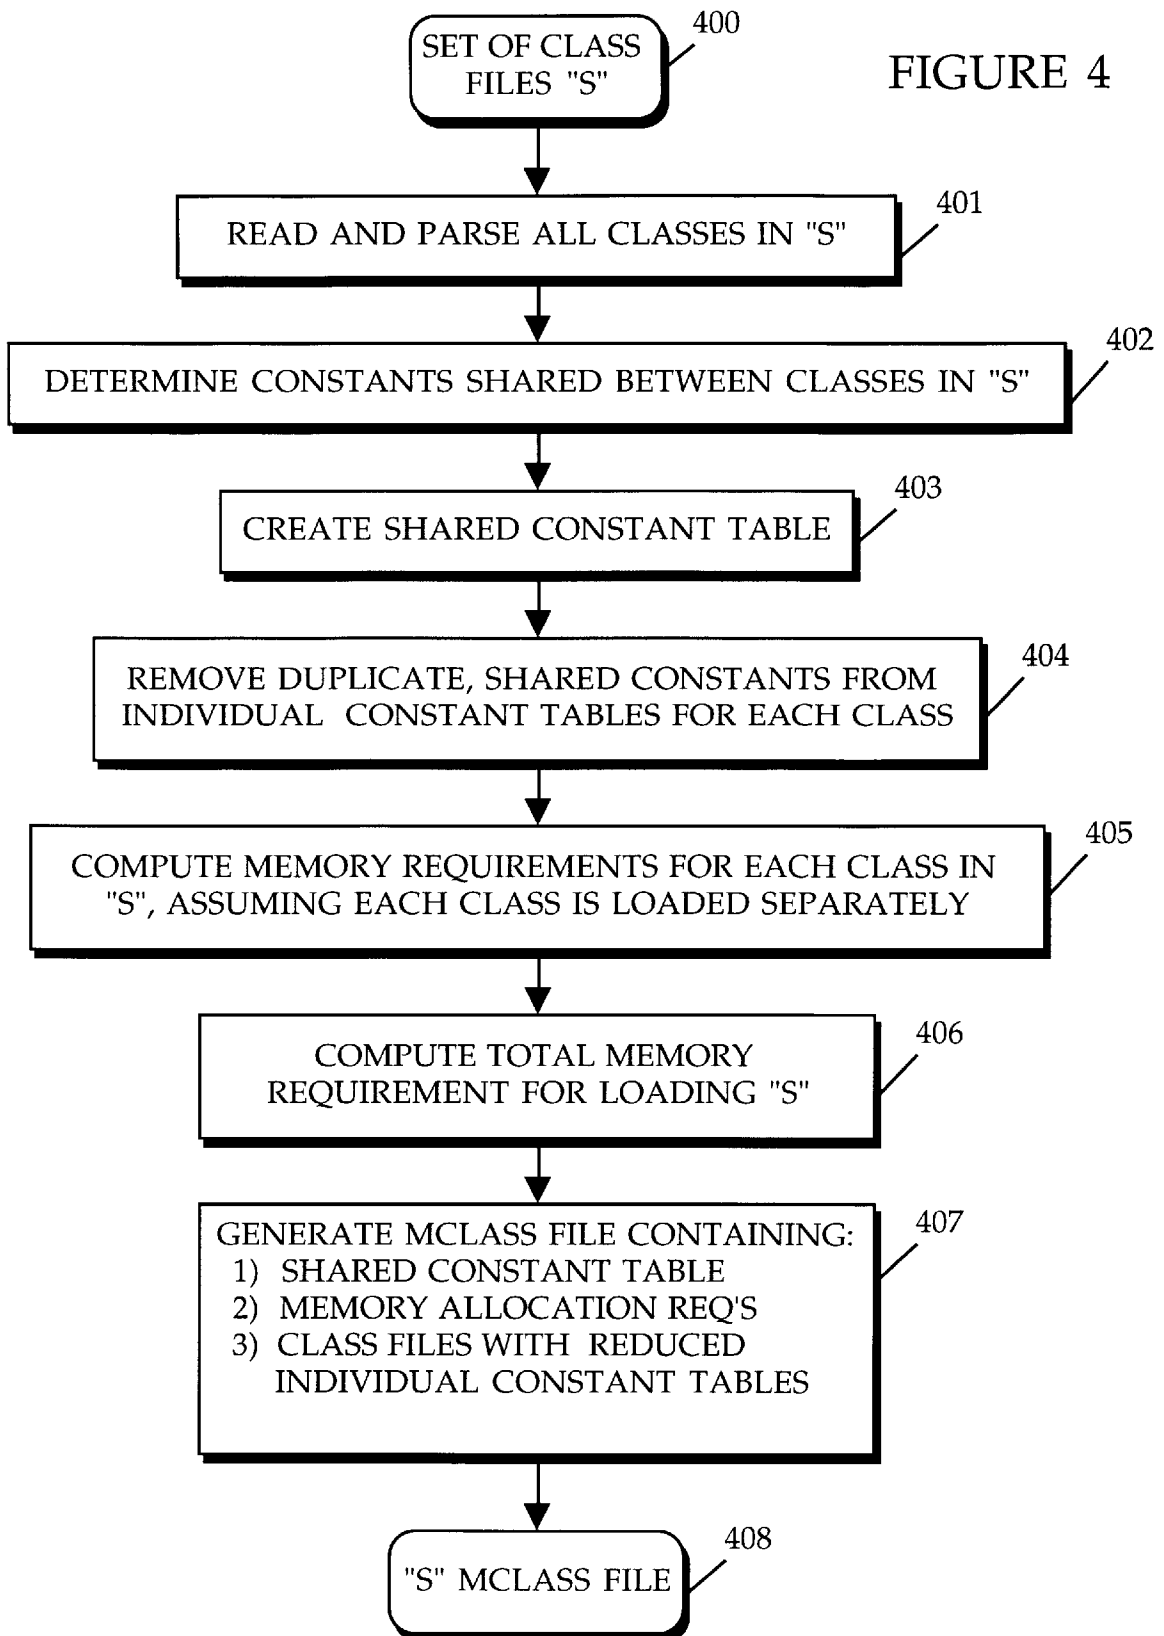 400
SET OF CLASS
FILES "S"
FIGURE 4
401
READ AND PARSE ALL CLASSES IN "S"
402
DETERMINE CONSTANTS SHARED BETWEEN CLASSES IN "S"
403
CREATE SHARED CONSTANT TABLE
404
REMOVE DUPLICATE, SHARED CONSTANTS FROM
INDIVIDUAL CONSTANT TABLES FOR EACH CLASS
405
COMPUTE MEMORY REQUIREMENTS FOR EACH CLASS IN
"S", ASSUMING EACH CLASS IS LOADED SEPARATELY
406
COMPUTE TOTAL MEMORY
REQUIREMENT FOR LOADING "S"
407
GENERATE MCLASS FILE CONTAINING:
1) SHARED CONSTANT TABLE
2) MEMORY ALLOCATION REQ'S
3) CLASS FILES WITH REDUCED
INDIVIDUAL CONSTANT TABLES
408
"S" MCLASS FILE